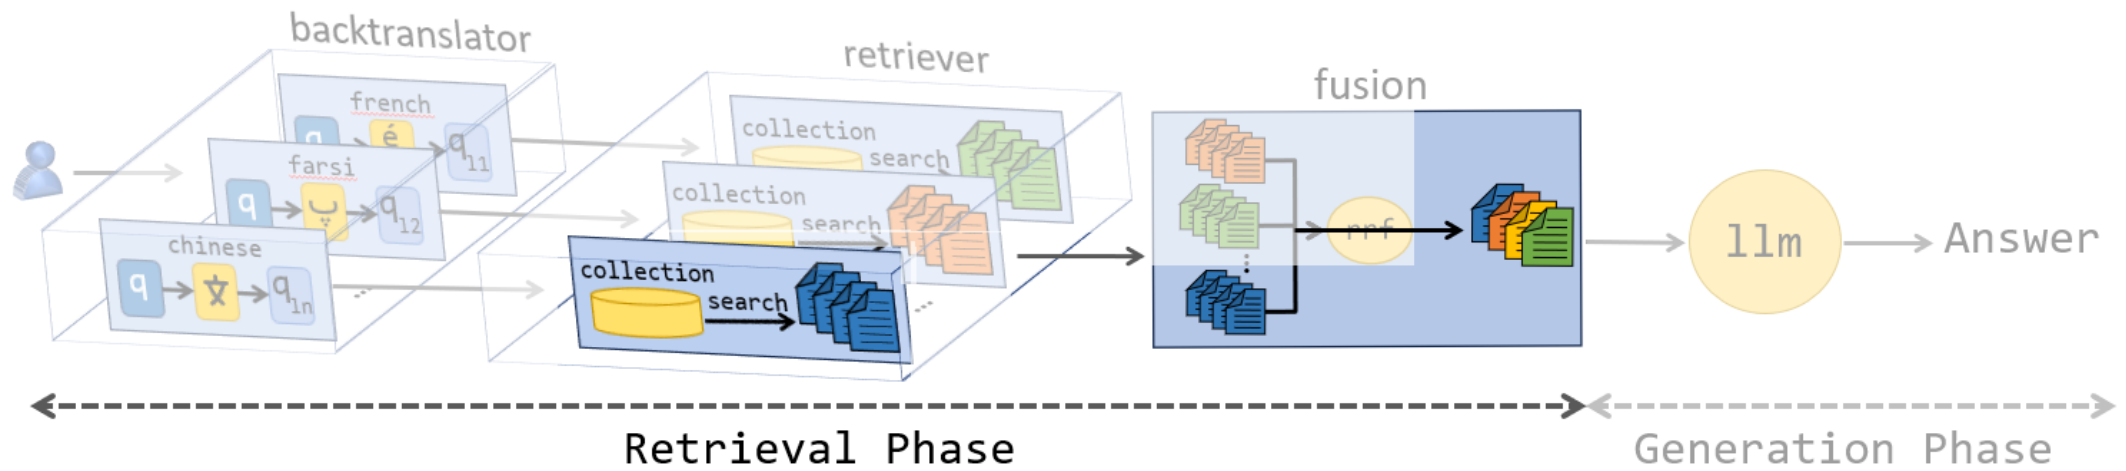 backtranslator
french
q é q11
farsi
q پ q12
chinese
q 文 q1n
...
retriever
collection
search
collection
search
collection
search
...
fusion
rrf
llm
Answer
Retrieval Phase
Generation Phase